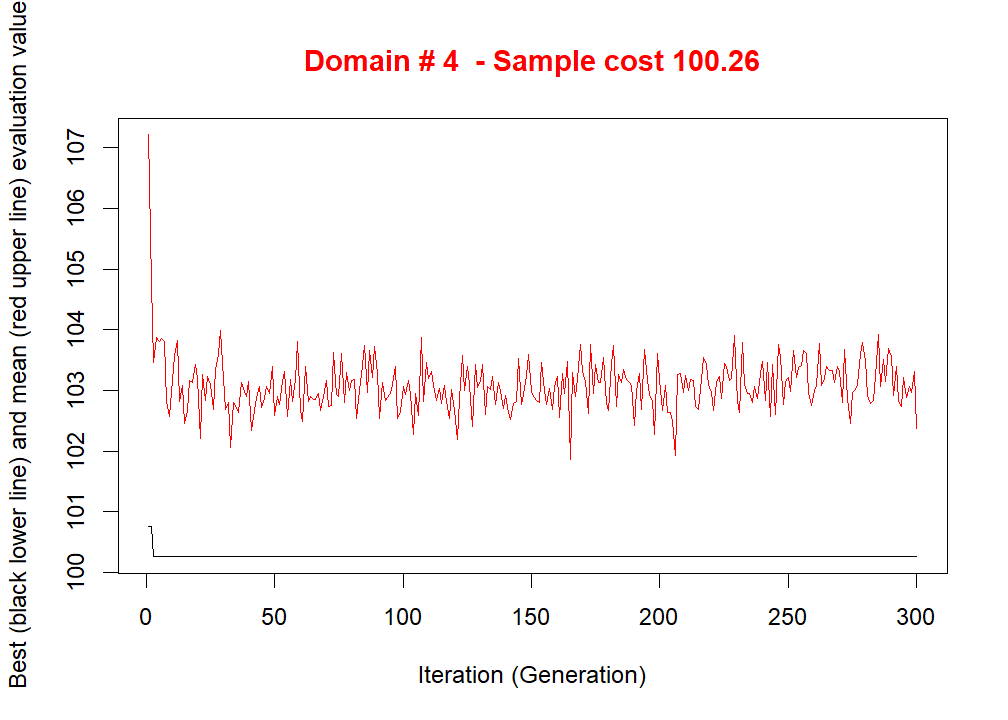 Domain # 4  - Sample cost 100.26
Best (black lower line) and mean (red upper line) evaluation value
107
106
105
104
103
102
101
100
0 50 100 150 200 250 300
Iteration (Generation)